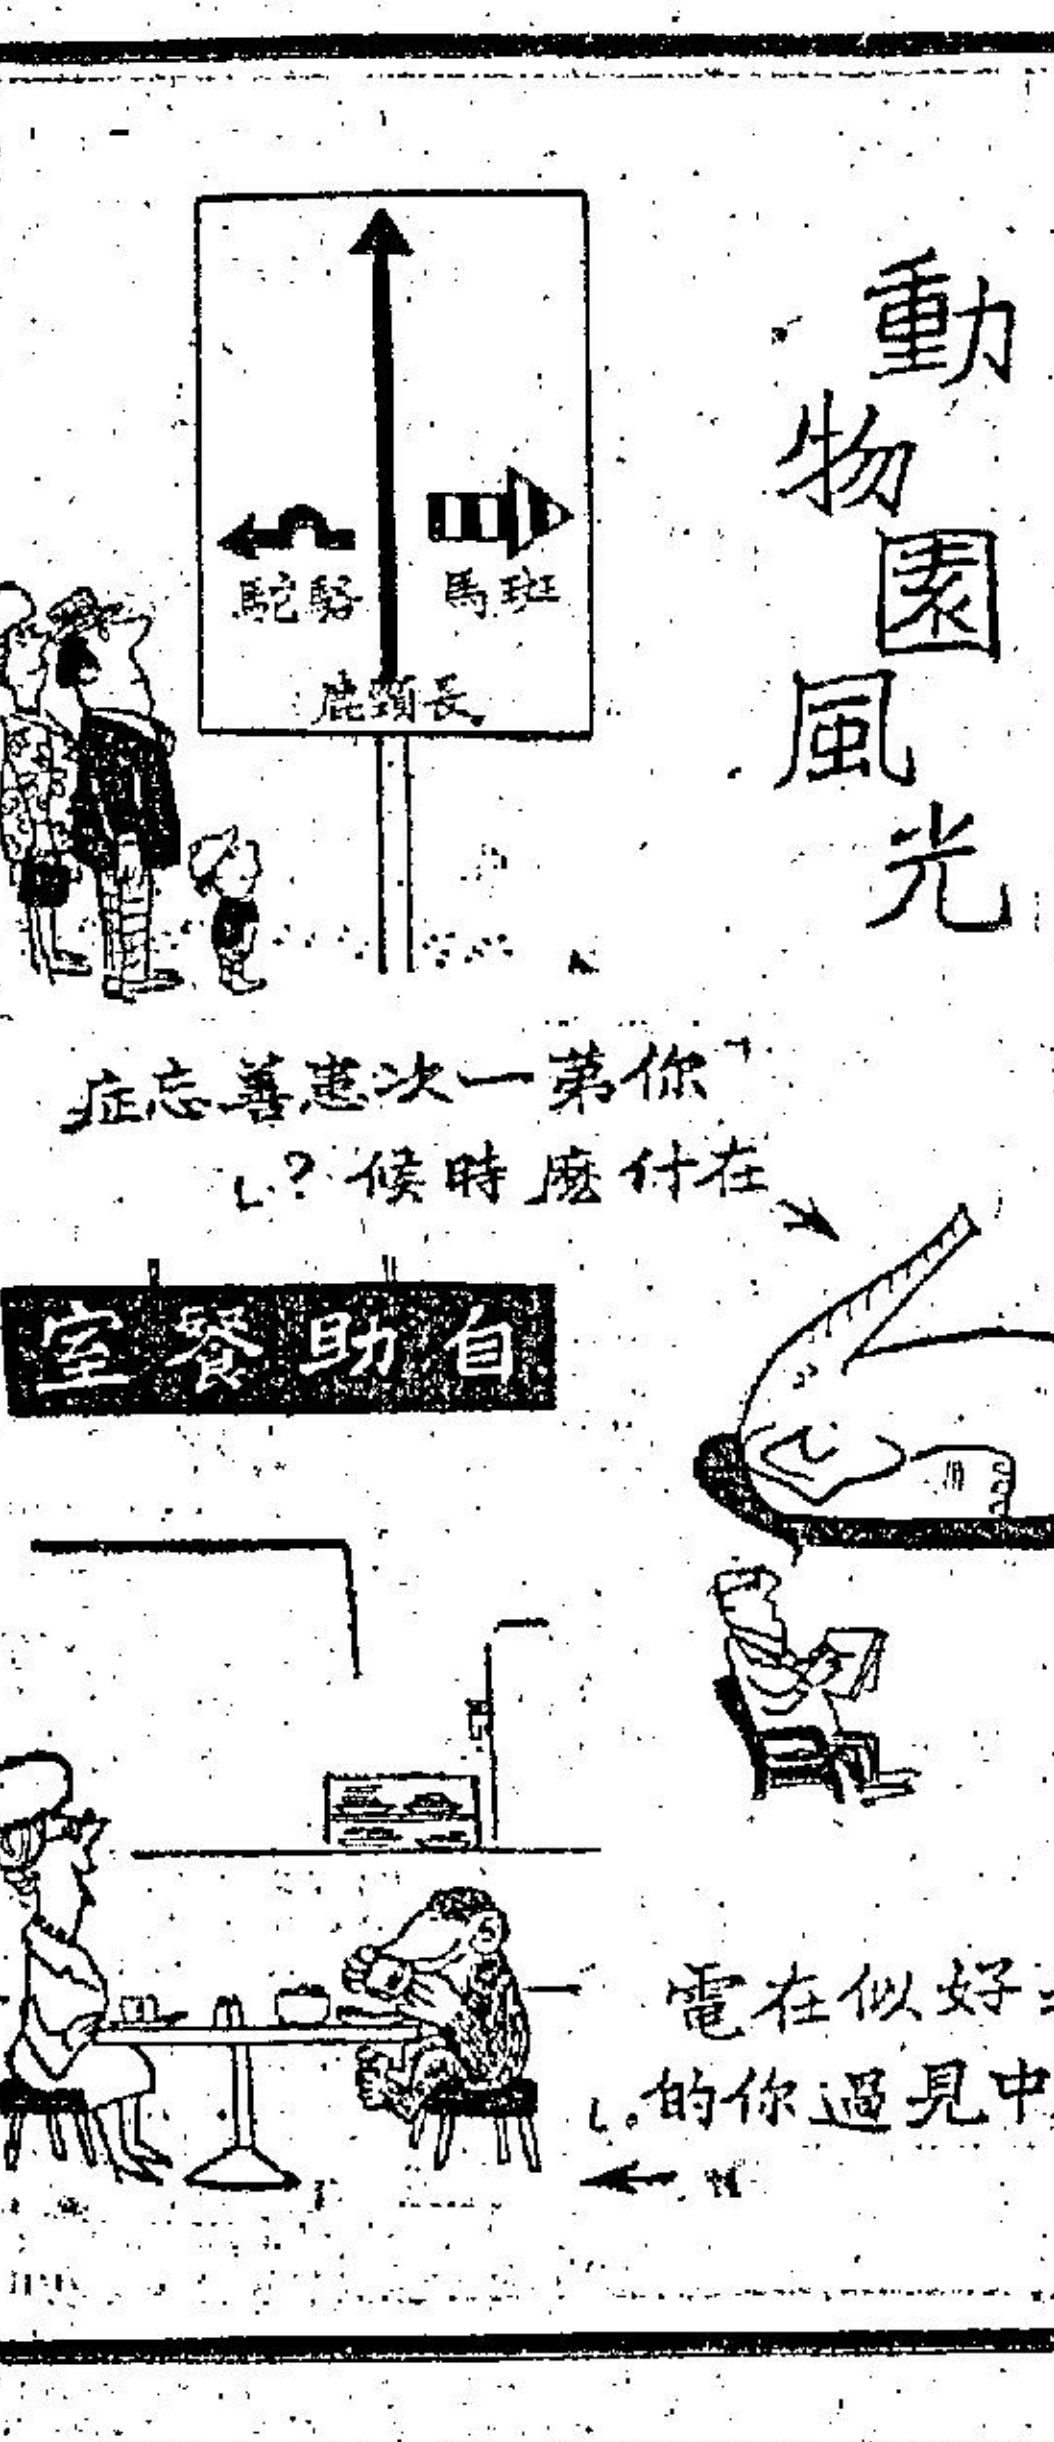 動物園風光
斑馬
駱駝
長頸鹿
「你第一次患善忘症
在什麼時候?」
自助餐室
好似在電
中見過你的。」